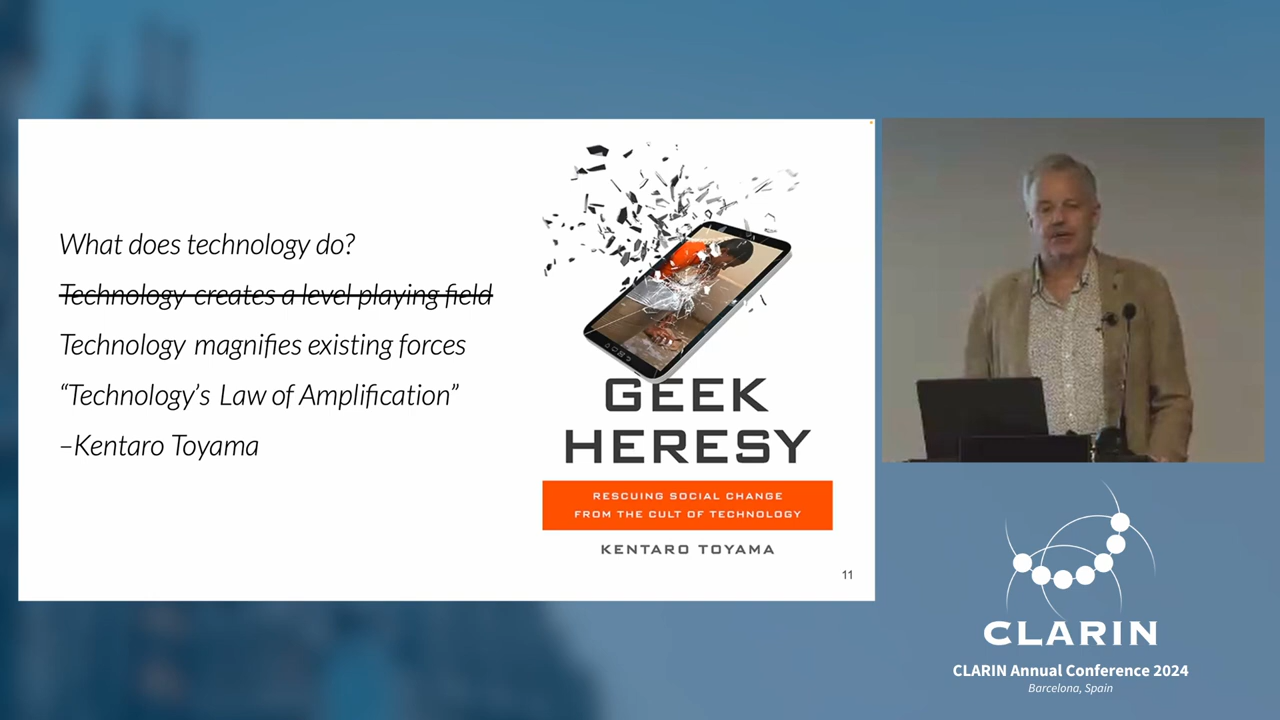 What does technology do?
Technology creates a level playing field
Technology magnifies existing forces
“Technology’s Law of Amplification”
–Kentaro Toyama
GEEK
HERESY
RESCUING SOCIAL CHANGE
FROM THE CULT OF TECHNOLOGY
KENTARO TOYAMA
11
CLARIN
CLARIN Annual Conference 2024
Barcelona, Spain